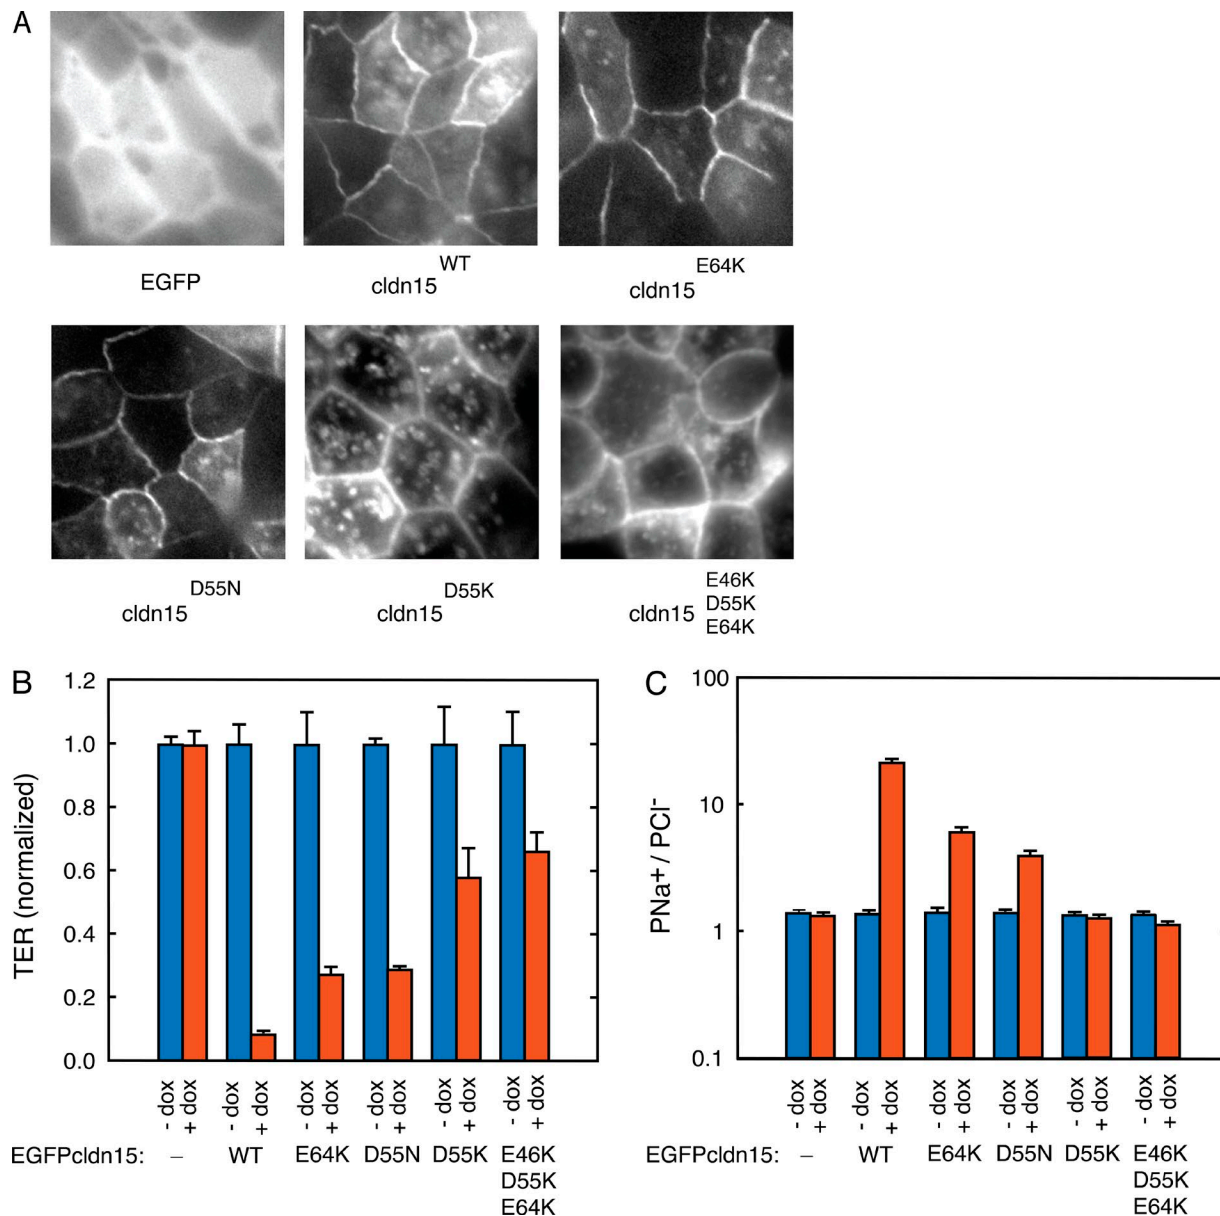 A
EGFP
cldn15 WT
cldn15 E64K
cldn15 D55N
cldn15 D55K
cldn15 E46K
D55K
E64K
B
TER (normalized)
1.2
1.0
0.8
0.6
0.4
0.2
0.0
- dox + dox - dox + dox - dox + dox - dox + dox - dox + dox - dox + dox
EGFPcldn15: – WT E64K D55N D55K E46K
D55K
E64K
C
PNa+ / PCl-
100
10
1
0.1
- dox + dox - dox + dox - dox + dox - dox + dox - dox + dox - dox + dox
EGFPcldn15: – WT E64K D55N D55K E46K
D55K
E64K